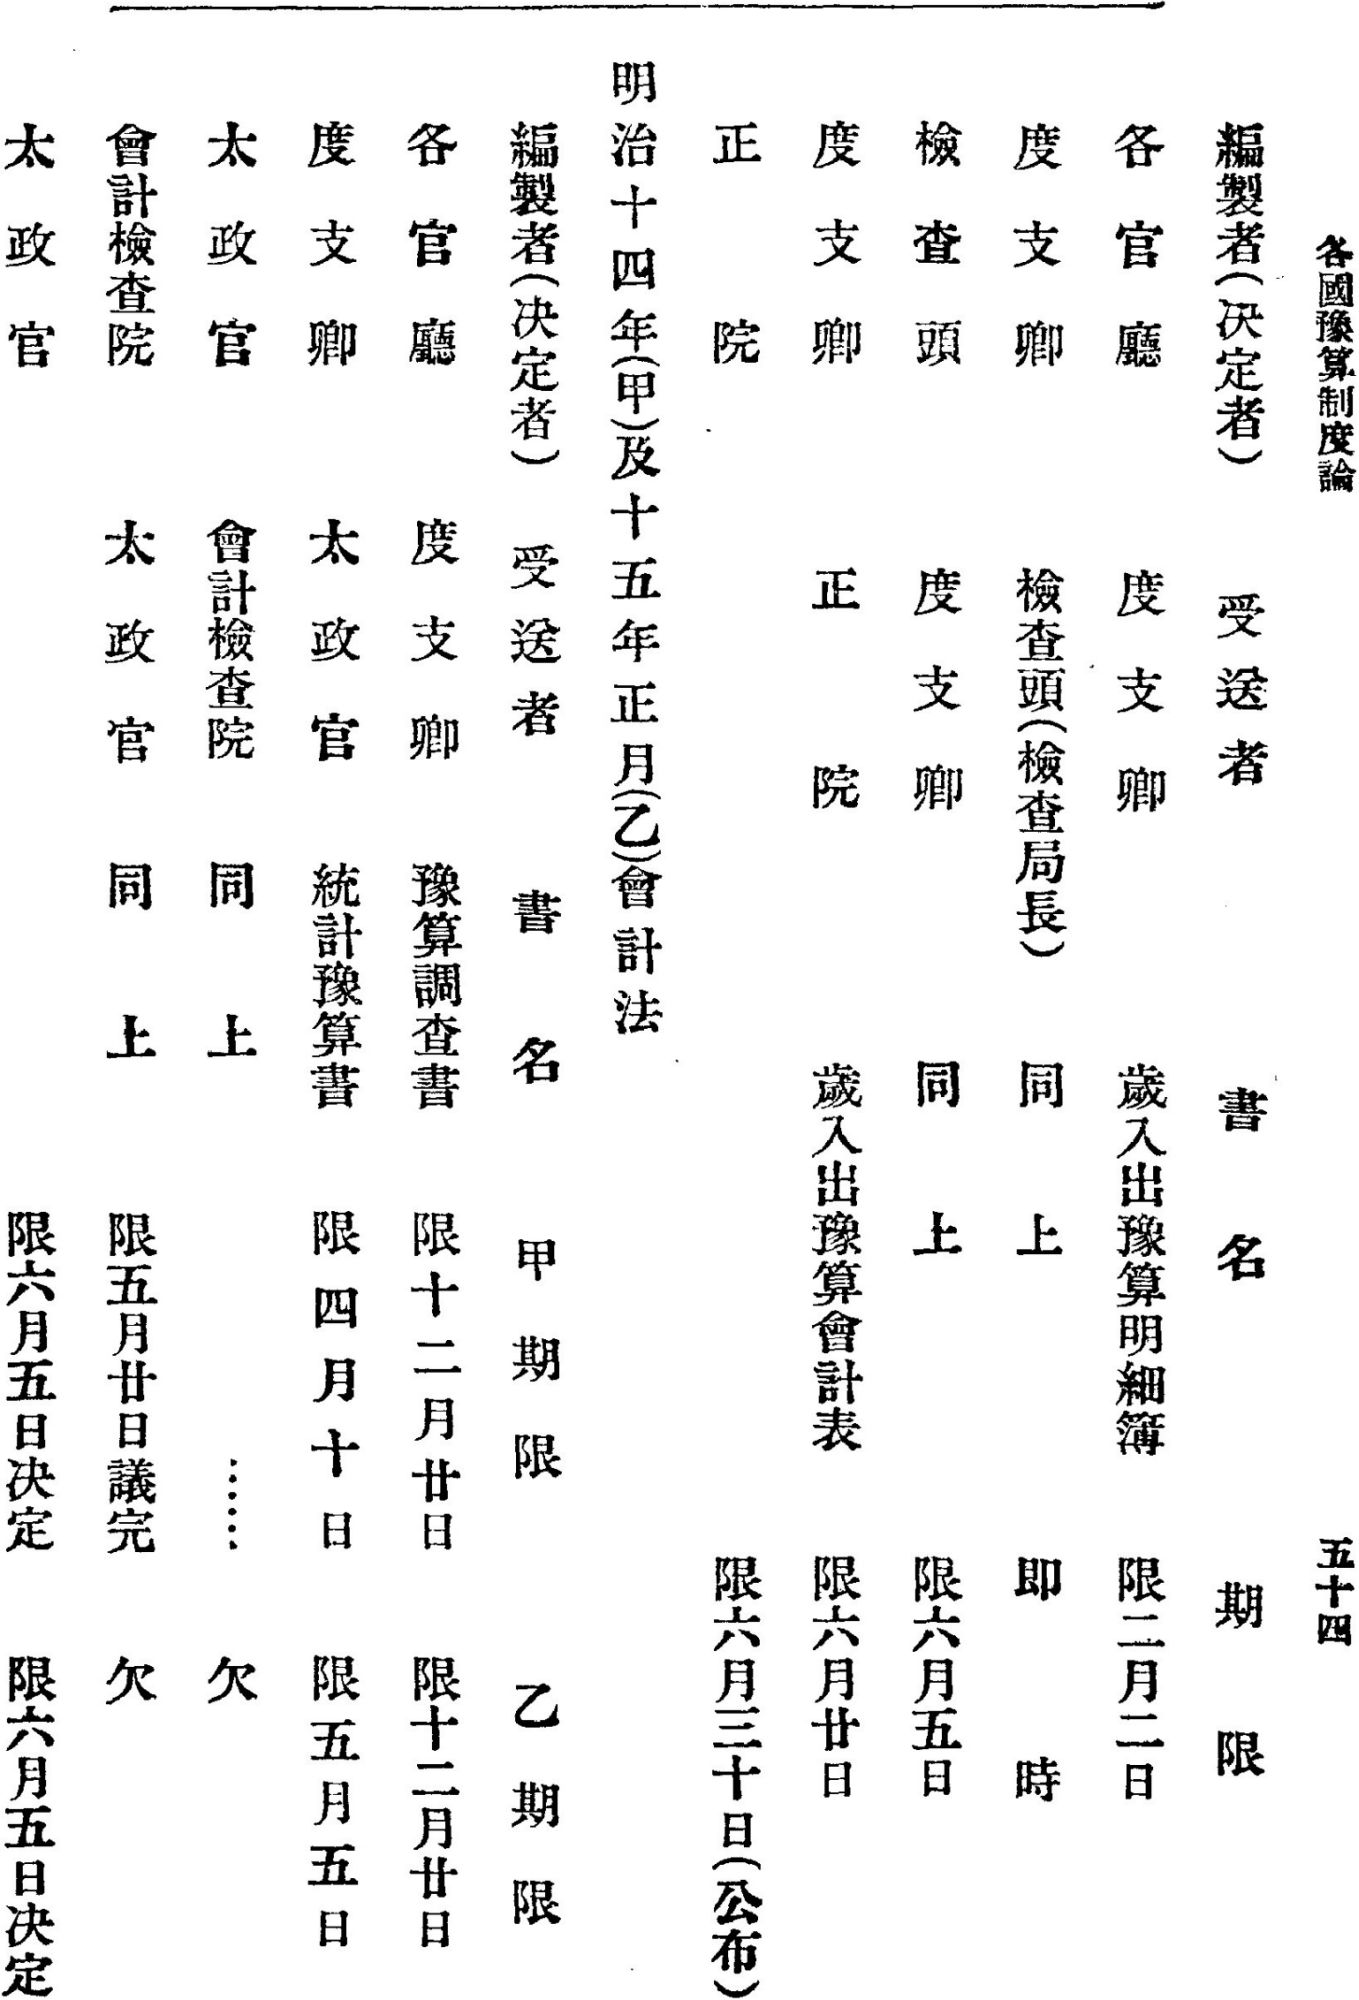 各國豫算制度論 五十四
編製者(決定者) 受送者 書名 期限
各官廳 度支卿 歲入出豫算明細簿 限二月二日
度支卿 檢查頭(檢查局長) 同上 即時
檢查頭 度支卿 同上 限六月五日
度支卿 正院 歲入出豫算會計表 限六月廿日
正院 限六月三十日(公布)
明治十四年(甲)及十五年正月(乙)會計法
編製者(決定者) 受送者 書名 甲期限 乙期限
各官廳 度支卿 豫算調查書 限十二月廿日 限十二月廿日
度支卿 太政官 統計豫算書 限四月十日 限五月五日
太政官 會計檢查院 同上 …… 欠
會計檢查院 太政官 同上 限五月廿日議完 欠
太政官 限六月五日決定 限六月五日決定